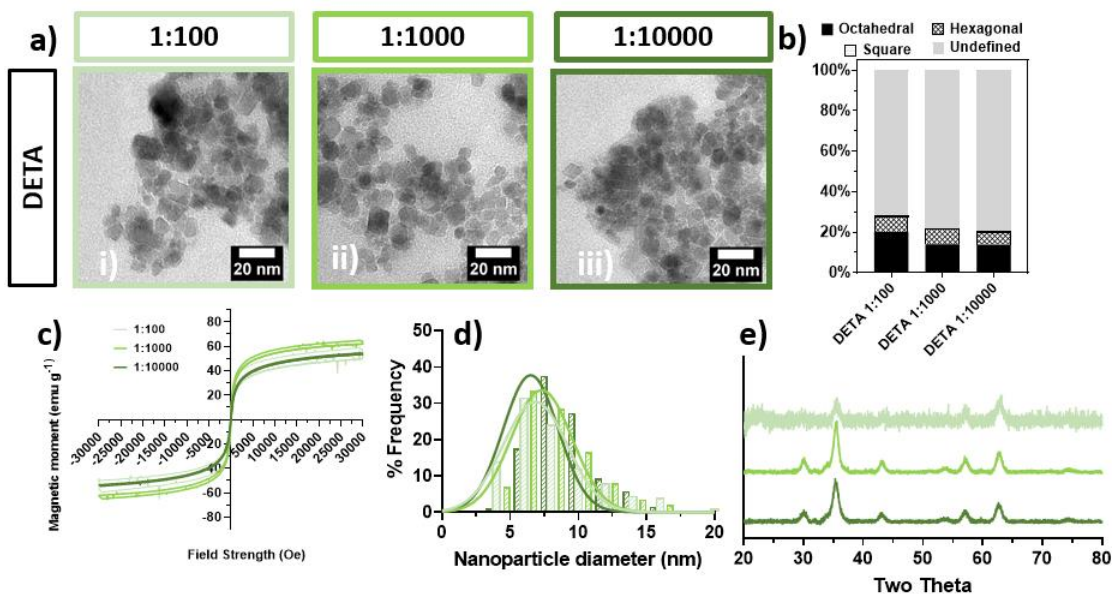 a)
1:100
1:1000
1:10000
DETA
i)
20 nm
ii)
20 nm
iii)
20 nm
b)
Octahedral
Hexagonal
Square
Undefined
100%
80%
60%
40%
20%
0%
DETA 1:100
DETA 1:1000
DETA 1:10000
c)
1:100
1:1000
1:10000
Magnetic moment (emu g-1)
80
60
40
20
-30000
-25000
-20000
-15000
-10000
-5000
5000
10000
15000
20000
25000
30000
-60
-80
Field Strength (Oe)
d)
% Frequency
50
40
30
20
10
0
0
5
10
15
20
Nanoparticle diameter (nm)
e)
20
30
40
50
60
70
80
Two Theta